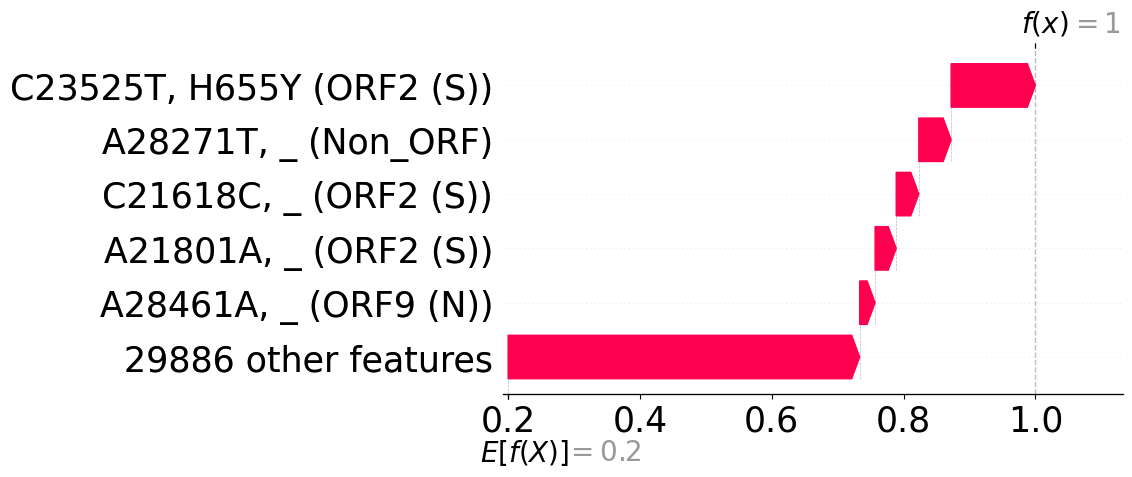 f(x) = 1
C23525T, H655Y (ORF2 (S))
A28271T, _ (Non_ORF)
C21618C, _ (ORF2 (S))
A21801A, _ (ORF2 (S))
A28461A, _ (ORF9 (N))
29886 other features
0.2 0.4 0.6 0.8 1.0
E[f(X)] = 0.2